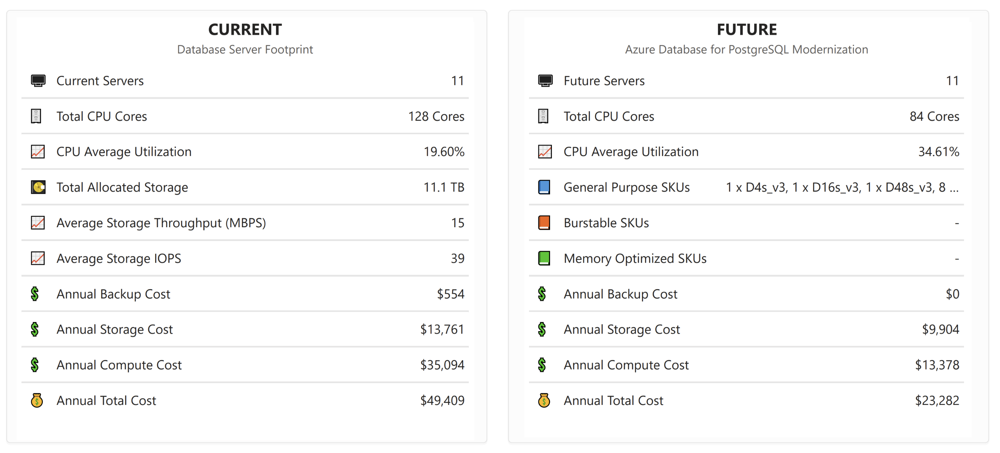 CURRENT
Database Server Footprint
Current Servers 11
Total CPU Cores 128 Cores
CPU Average Utilization 19.60%
Total Allocated Storage 11.1 TB
Average Storage Throughput (MBPS) 15
Average Storage IOPS 39
Annual Backup Cost $554
Annual Storage Cost $13,761
Annual Compute Cost $35,094
Annual Total Cost $49,409
FUTURE
Azure Database for PostgreSQL Modernization
Future Servers 11
Total CPU Cores 84 Cores
CPU Average Utilization 34.61%
General Purpose SKUs 1 x D4s_v3, 1 x D16s_v3, 1 x D48s_v3, 8 ...
Burstable SKUs -
Memory Optimized SKUs -
Annual Backup Cost $0
Annual Storage Cost $9,904
Annual Compute Cost $13,378
Annual Total Cost $23,282